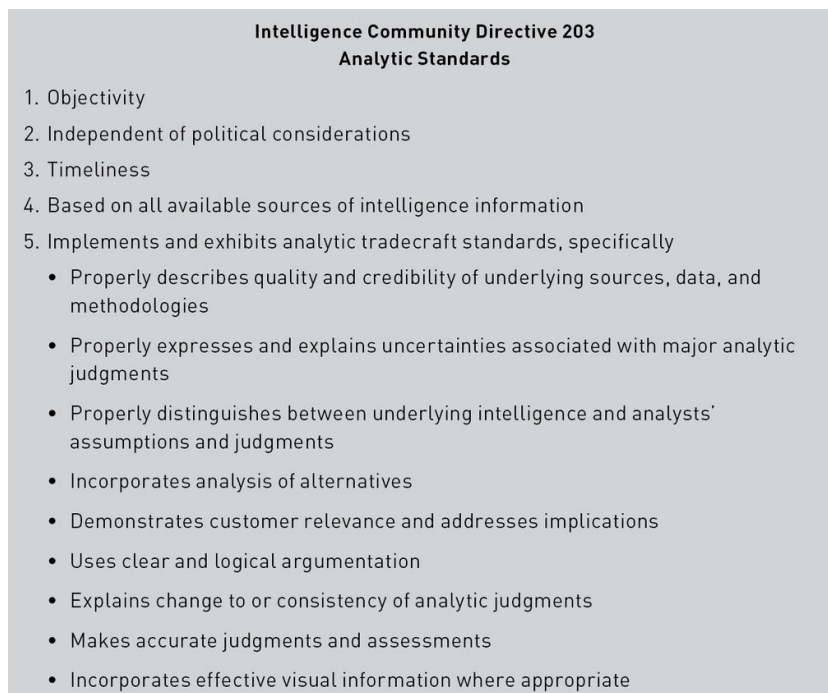 Intelligence Community Directive 203
Analytic Standards
1. Objectivity
2. Independent of political considerations
3. Timeliness
4. Based on all available sources of intelligence information
5. Implements and exhibits analytic tradecraft standards, specifically
• Properly describes quality and credibility of underlying sources, data, and
methodologies
• Properly expresses and explains uncertainties associated with major analytic
judgments
• Properly distinguishes between underlying intelligence and analysts’
assumptions and judgments
• Incorporates analysis of alternatives
• Demonstrates customer relevance and addresses implications
• Uses clear and logical argumentation
• Explains change to or consistency of analytic judgments
• Makes accurate judgments and assessments
• Incorporates effective visual information where appropriate